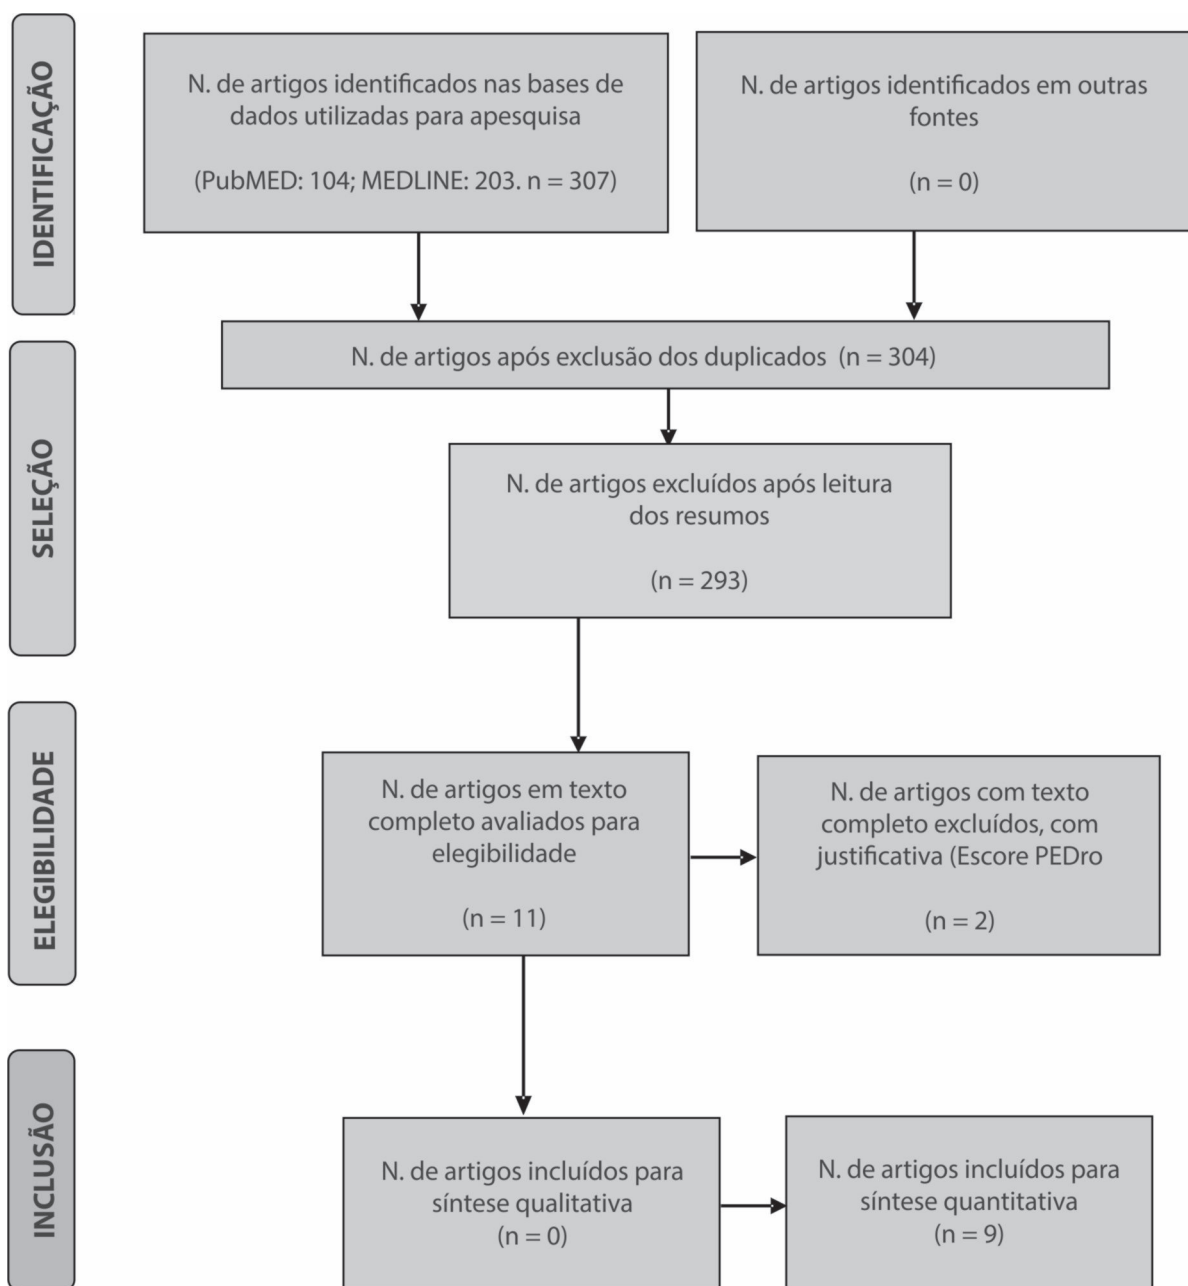 IDENTIFICAÇÃO
N. de artigos identificados nas bases de
dados utilizadas para apesquisa
(PubMED: 104; MEDLINE: 203. n = 307)
N. de artigos identificados em outras
fontes
(n = 0)
SELEÇÃO
N. de artigos após exclusão dos duplicados (n = 304)
N. de artigos excluídos após leitura
dos resumos
(n = 293)
ELEGIBILIDADE
N. de artigos em texto
completo avaliados para
elegibilidade
(n = 11)
N. de artigos com texto
completo excluídos, com
justificativa (Escore PEDro
(n = 2)
INCLUSÃO
N. de artigos incluídos para
síntese qualitativa
(n = 0)
N. de artigos incluídos para
síntese quantitativa
(n = 9)